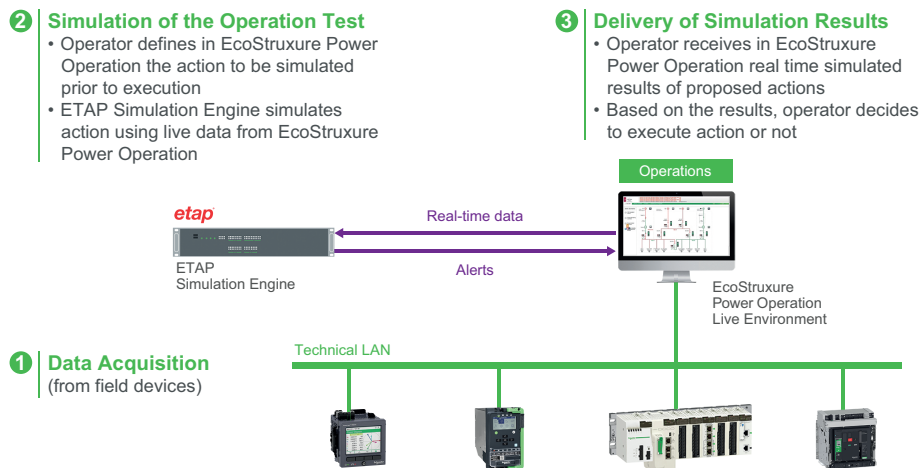 2 Simulation of the Operation Test
• Operator defines in EcoStruxure Power
Operation the action to be simulated
prior to execution
• ETAP Simulation Engine simulates
action using live data from EcoStruxure
Power Operation
3 Delivery of Simulation Results
• Operator receives in EcoStruxure
Power Operation real time simulated
results of proposed actions
• Based on the results, operator decides
to execute action or not
Operations
etap
Real-time data
Alerts
ETAP
Simulation Engine
EcoStruxure
Power Operation
Live Environment
1 Data Acquisition
(from field devices)
Technical LAN